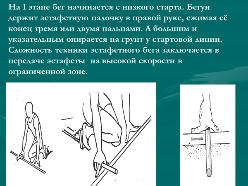 На I этапе бег начинается с низкого старта. Бегун
держит эстафетную палочку в правой руке, сжимая её
конец тремя или двумя пальцами. А большим и
указательным опирается на грунт у стартовой линии.
Сложность техники эстафетного бега заключается в
передаче эстафеты на высокой скорости в
ограниченной зоне.